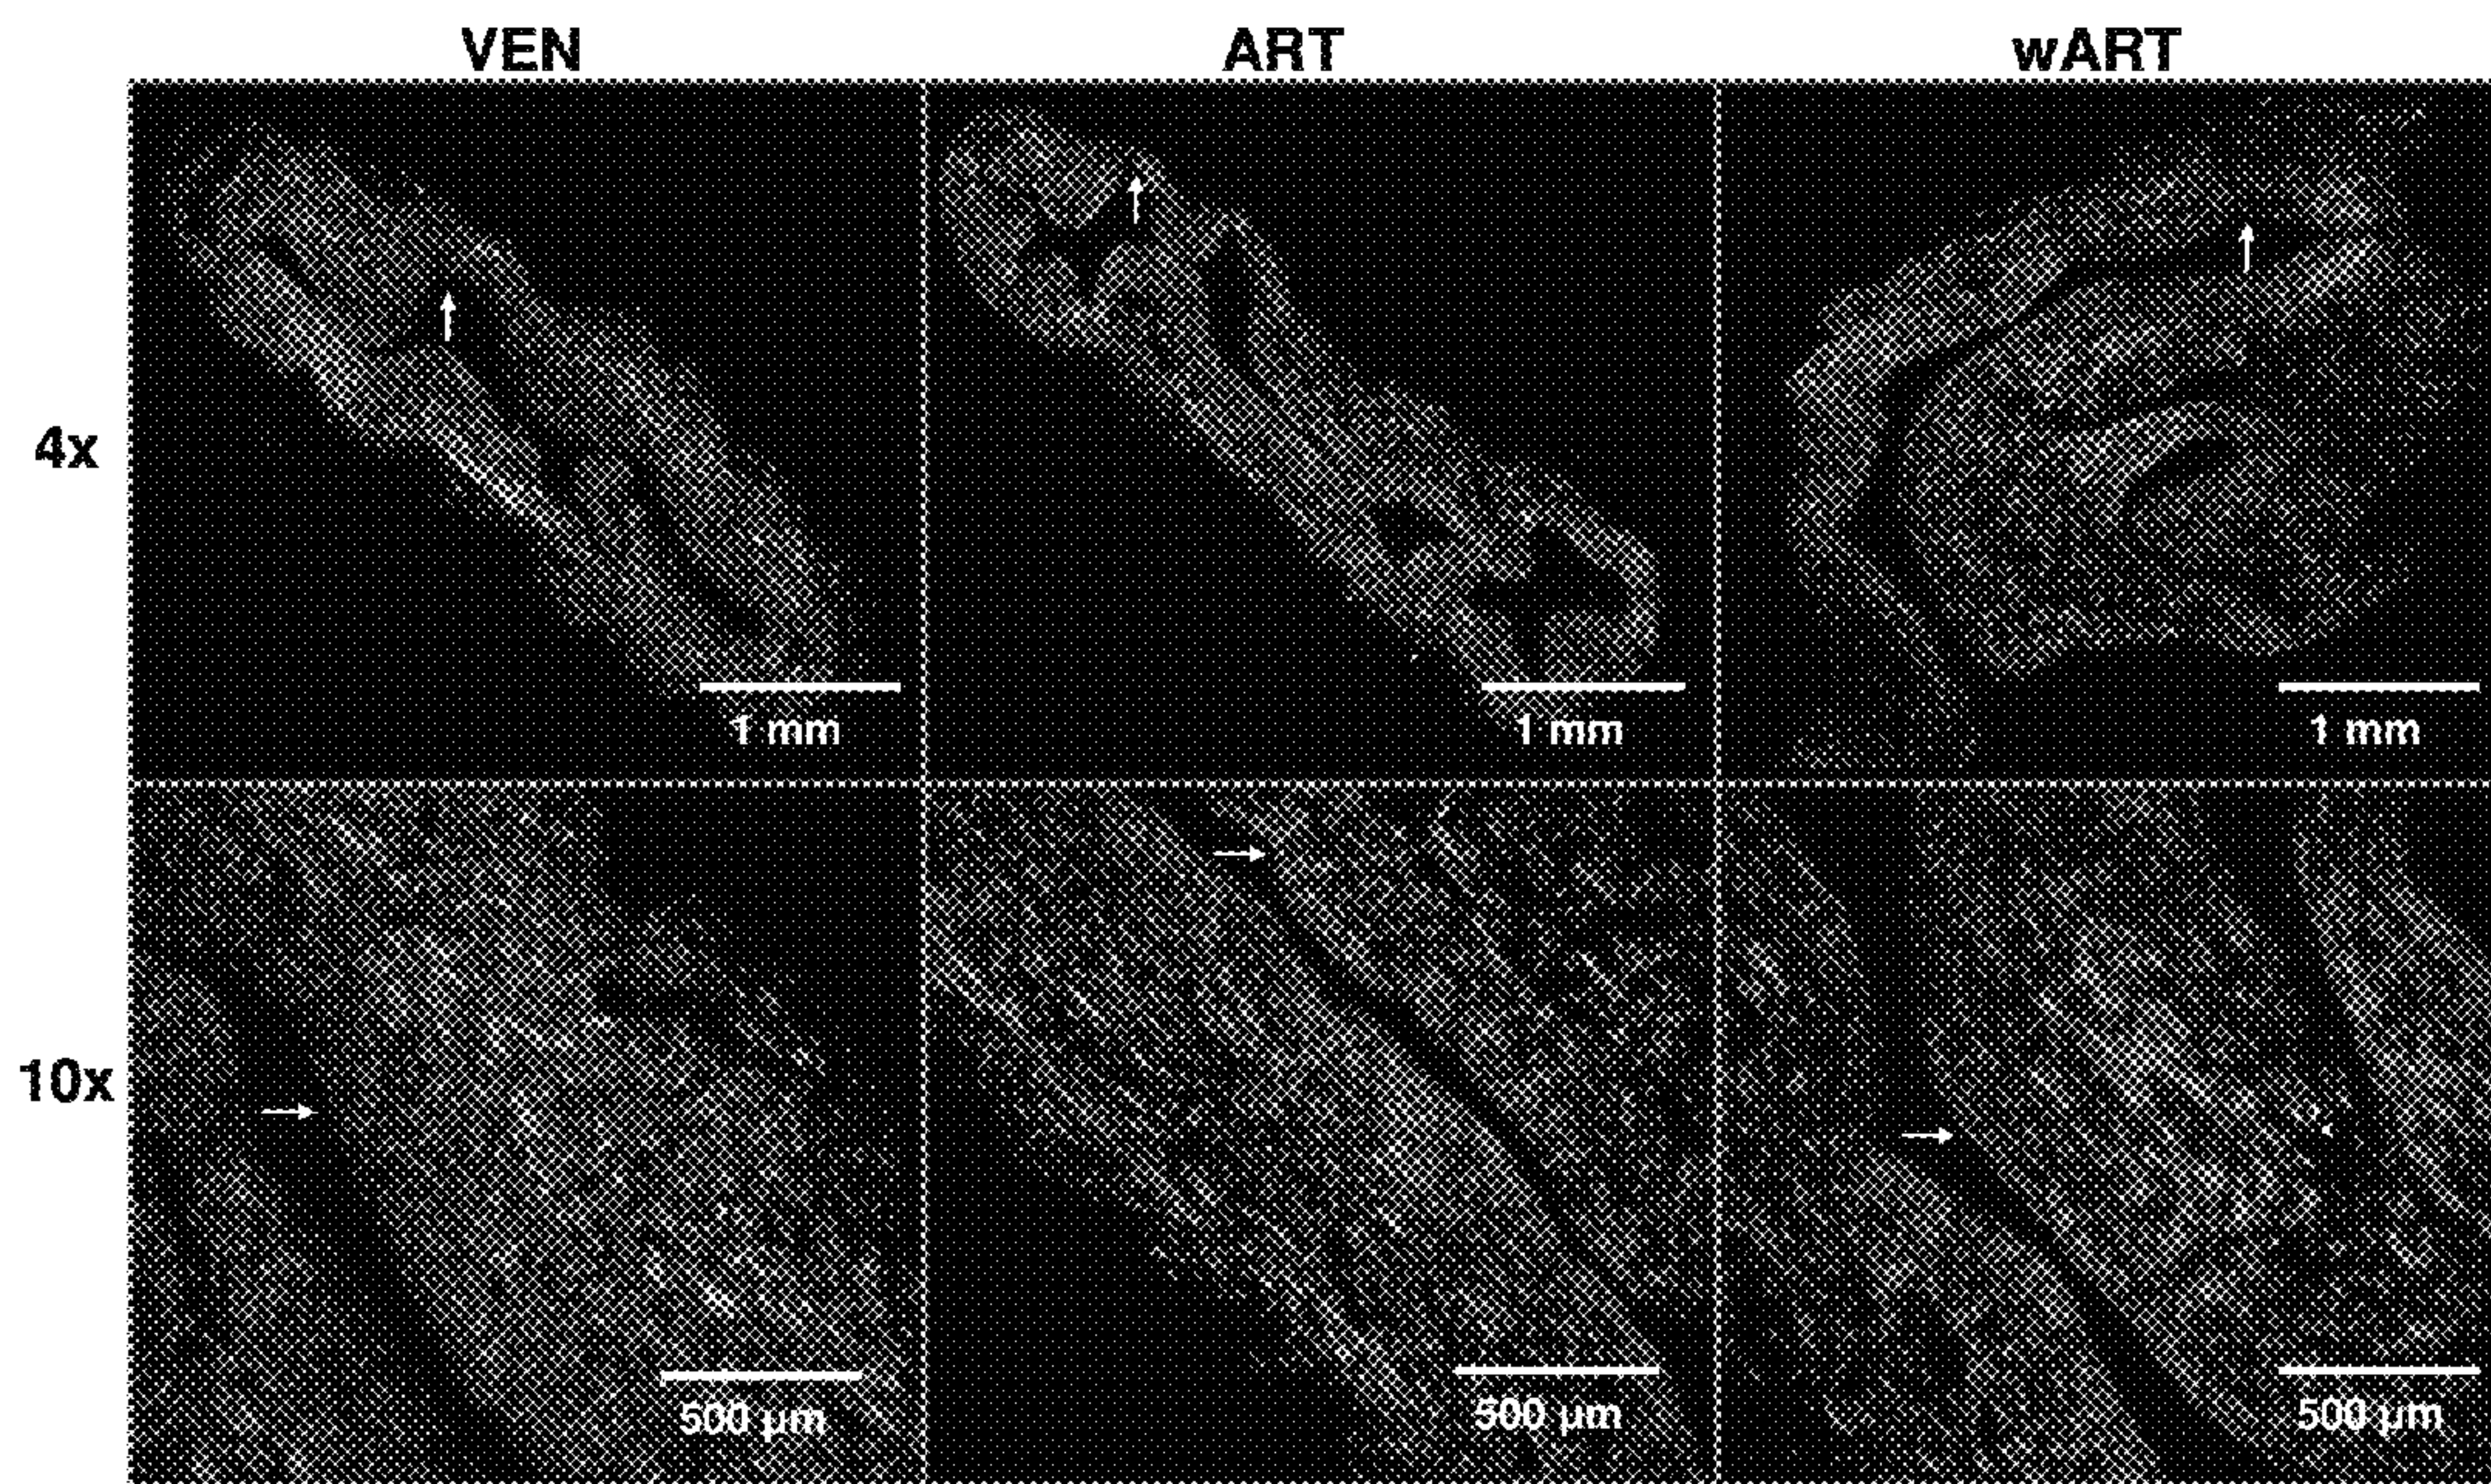 VEN ART wART
4x
1 mm 1 mm 1 mm
10x
500 µm 500 µm 500 µm